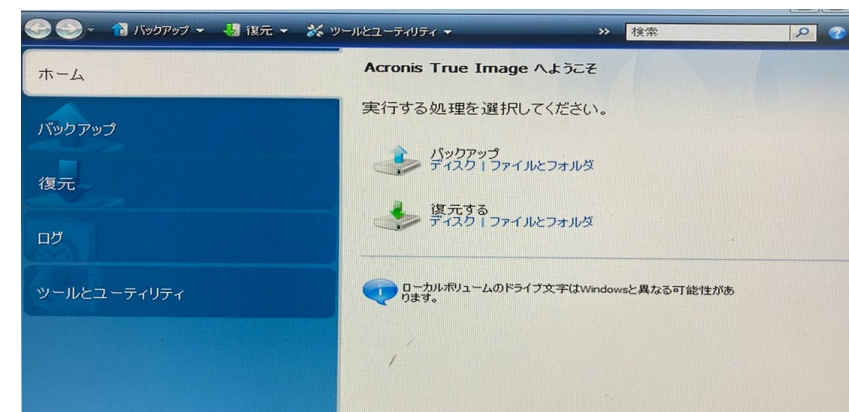 バックアップ 復元 ツールとユーティリティ >> 検索
ホーム
バックアップ
復元
ログ
ツールとユーティリティ
Acronis True Image へようこそ
実行する処理を選択してください。
バックアップ
ディスク | ファイルとフォルダ
復元する
ディスク | ファイルとフォルダ
ローカルボリュームのドライブ文字はWindowsと異なる可能性があ
ります。